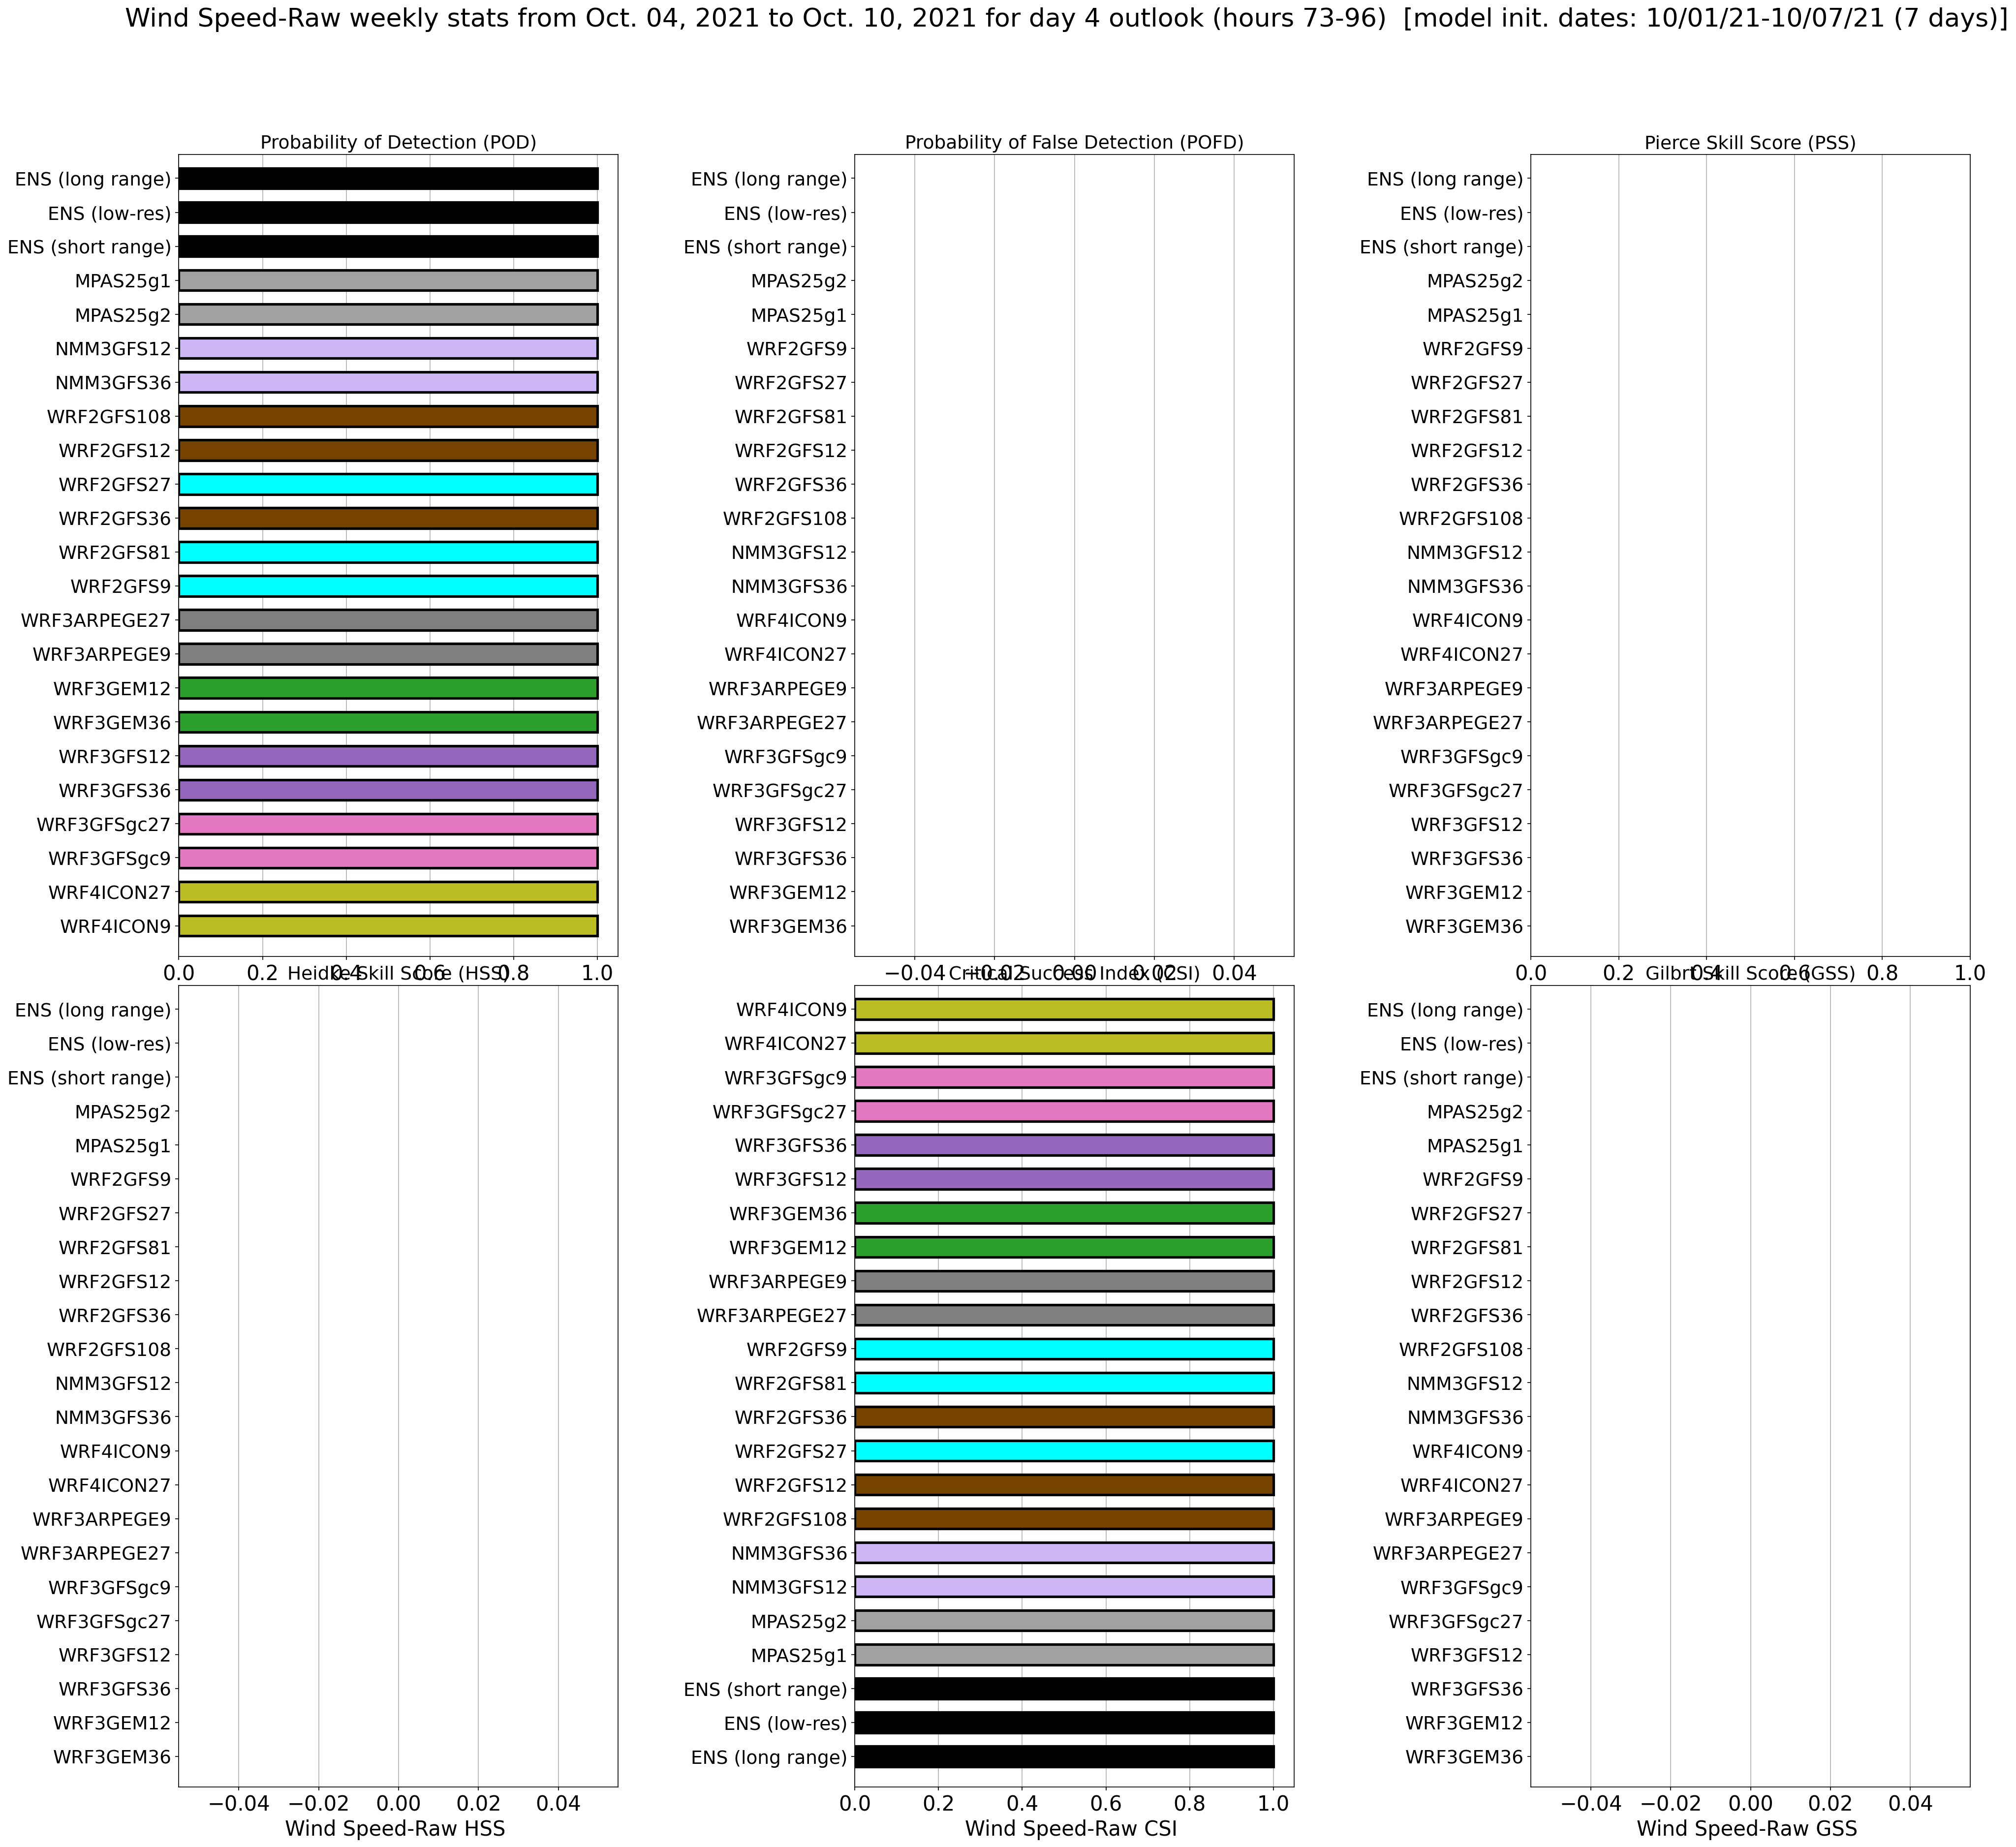 Wind Speed-Raw weekly stats from Oct. 04, 2021 to Oct. 10, 2021 for day 4 outlook (hours 73-96)  [model init. dates: 10/01/21-10/07/21 (7 days)]
Probability of Detection (POD)
ENS (long range)
ENS (low-res)
ENS (short range)
MPAS25g1
MPAS25g2
NMM3GFS12
NMM3GFS36
WRF2GFS108
WRF2GFS12
WRF2GFS27
WRF2GFS36
WRF2GFS81
WRF2GFS9
WRF3ARPEGE27
WRF3ARPEGE9
WRF3GEM12
WRF3GEM36
WRF3GFS12
WRF3GFS36
WRF3GFSgc27
WRF3GFSgc9
WRF4ICON27
WRF4ICON9
0.0 0.2 0.4 0.6 0.8 1.0
Probability of False Detection (POFD)
ENS (long range)
ENS (low-res)
ENS (short range)
MPAS25g2
MPAS25g1
WRF2GFS9
WRF2GFS27
WRF2GFS81
WRF2GFS12
WRF2GFS36
WRF2GFS108
NMM3GFS12
NMM3GFS36
WRF4ICON9
WRF4ICON27
WRF3ARPEGE9
WRF3ARPEGE27
WRF3GFSgc9
WRF3GFSgc27
WRF3GFS12
WRF3GFS36
WRF3GEM12
WRF3GEM36
−0.04 −0.02 0.00 0.02 0.04
Pierce Skill Score (PSS)
ENS (long range)
ENS (low-res)
ENS (short range)
MPAS25g2
MPAS25g1
WRF2GFS9
WRF2GFS27
WRF2GFS81
WRF2GFS12
WRF2GFS36
WRF2GFS108
NMM3GFS12
NMM3GFS36
WRF4ICON9
WRF4ICON27
WRF3ARPEGE9
WRF3ARPEGE27
WRF3GFSgc9
WRF3GFSgc27
WRF3GFS12
WRF3GFS36
WRF3GEM12
WRF3GEM36
0.0 0.2 0.4 0.6 0.8 1.0
Heidke Skill Score (HSS)
ENS (long range)
ENS (low-res)
ENS (short range)
MPAS25g2
MPAS25g1
WRF2GFS9
WRF2GFS27
WRF2GFS81
WRF2GFS12
WRF2GFS36
WRF2GFS108
NMM3GFS12
NMM3GFS36
WRF4ICON9
WRF4ICON27
WRF3ARPEGE9
WRF3ARPEGE27
WRF3GFSgc9
WRF3GFSgc27
WRF3GFS12
WRF3GFS36
WRF3GEM12
WRF3GEM36
−0.04 −0.02 0.00 0.02 0.04
Wind Speed-Raw HSS
Critical Success Index (CSI)
WRF4ICON9
WRF4ICON27
WRF3GFSgc9
WRF3GFSgc27
WRF3GFS36
WRF3GFS12
WRF3GEM36
WRF3GEM12
WRF3ARPEGE9
WRF3ARPEGE27
WRF2GFS9
WRF2GFS81
WRF2GFS36
WRF2GFS27
WRF2GFS12
WRF2GFS108
NMM3GFS36
NMM3GFS12
MPAS25g2
MPAS25g1
ENS (short range)
ENS (low-res)
ENS (long range)
0.0 0.2 0.4 0.6 0.8 1.0
Wind Speed-Raw CSI
Gilbrt Skill Score (GSS)
ENS (long range)
ENS (low-res)
ENS (short range)
MPAS25g2
MPAS25g1
WRF2GFS9
WRF2GFS27
WRF2GFS81
WRF2GFS12
WRF2GFS36
WRF2GFS108
NMM3GFS12
NMM3GFS36
WRF4ICON9
WRF4ICON27
WRF3ARPEGE9
WRF3ARPEGE27
WRF3GFSgc9
WRF3GFSgc27
WRF3GFS12
WRF3GFS36
WRF3GEM12
WRF3GEM36
−0.04 −0.02 0.00 0.02 0.04
Wind Speed-Raw GSS